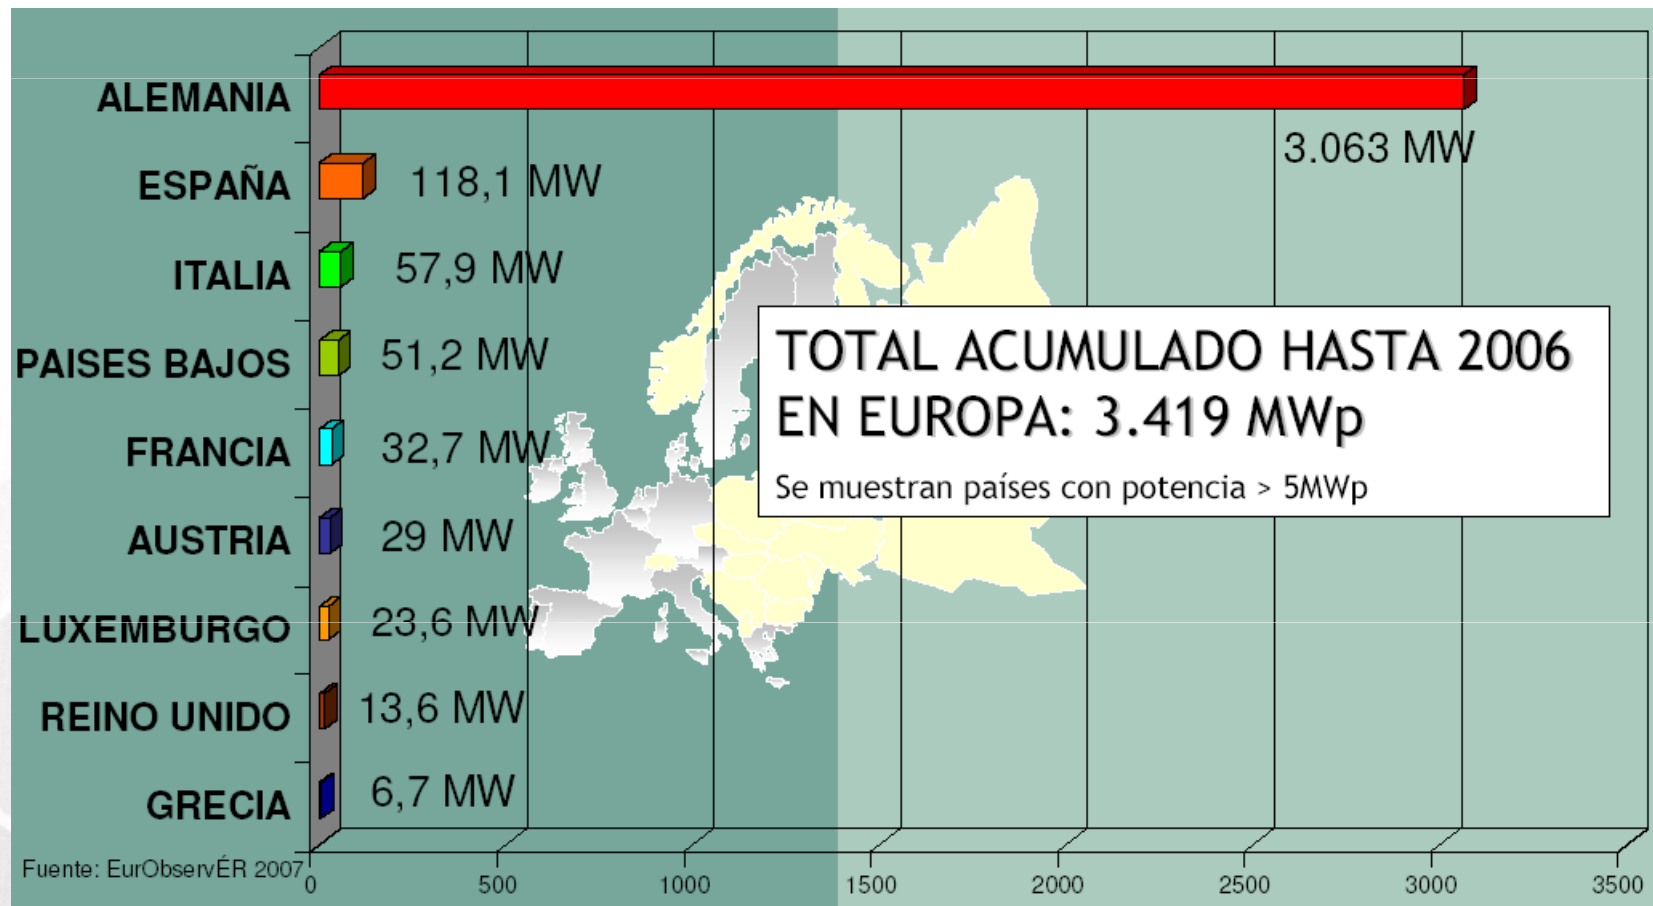 ALEMANIA
3.063 MW
ESPAÑA 118,1 MW
ITALIA 57,9 MW
PAISES BAJOS 51,2 MW
FRANCIA 32,7 MW
AUSTRIA 29 MW
LUXEMBURGO 23,6 MW
REINO UNIDO 13,6 MW
GRECIA 6,7 MW
TOTAL ACUMULADO HASTA 2006
EN EUROPA: 3.419 MWp
Se muestran países con potencia > 5MWp
Fuente: EurObservÉR 2007
0 500 1000 1500 2000 2500 3000 3500